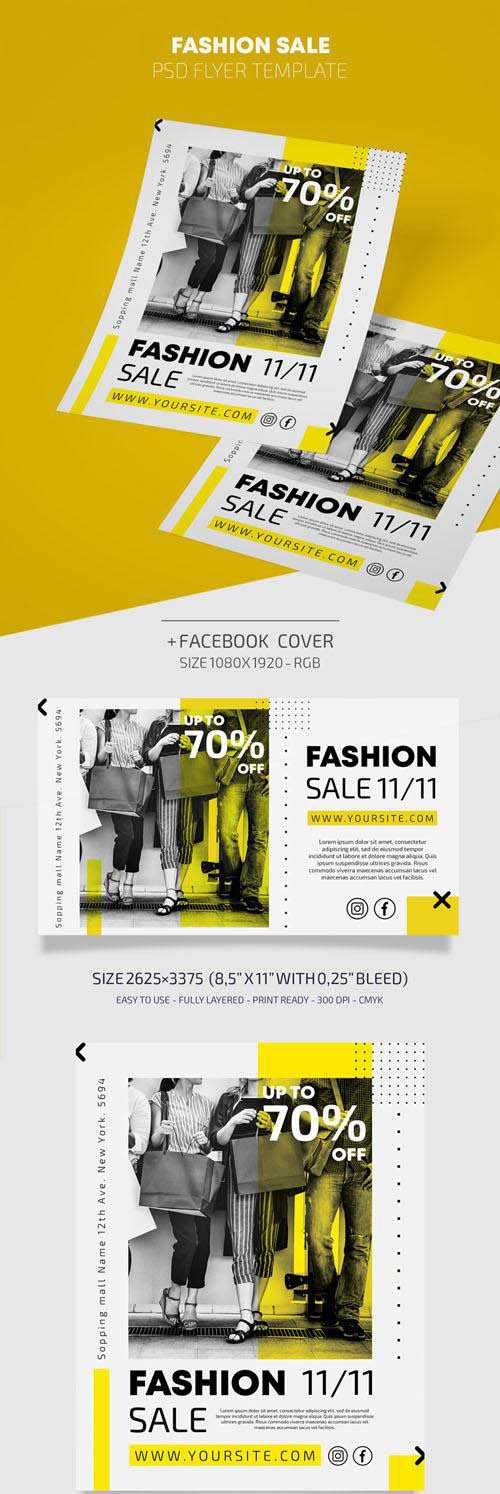 FASHION SALE
PSD FLYER TEMPLATE
Sopping mall Name 12th Ave. New York. 5694
UP TO
70%
OFF
FASHION 11/11
SALE
WWW.YOURSITE.COM
UP TO
70%
OFF
FASHION 11/11
SALE
WWW.YOURSITE.COM
+FACEBOOK COVER
SIZE 1080X1920 - RGB
Sopping mall Name 12th Ave. New York. 5694
UP TO
70%
OFF
FASHION
SALE 11/11
WWW.YOURSITE.COM
Lorem ipsum dolor sit amet, consectetur
adipiscing elit, sed do eiusmod tempor
incididunt ut labore et dolore magna aliqua. Quis
ipsum suspendisse ultrices gravida. Risus
commodo viverra maecenas accumsan lacus vel
maecenas accumsan lacus vel facilisis.
SIZE 2625×3375 (8,5” X 11” WITH 0,25” BLEED)
EASY TO USE - FULLY LAYERED - PRINT READY - 300 DPI - CMYK
Sopping mall Name 12th Ave. New York. 5694
UP TO
70%
OFF
FASHION 11/11
SALE
WWW.YOURSITE.COM